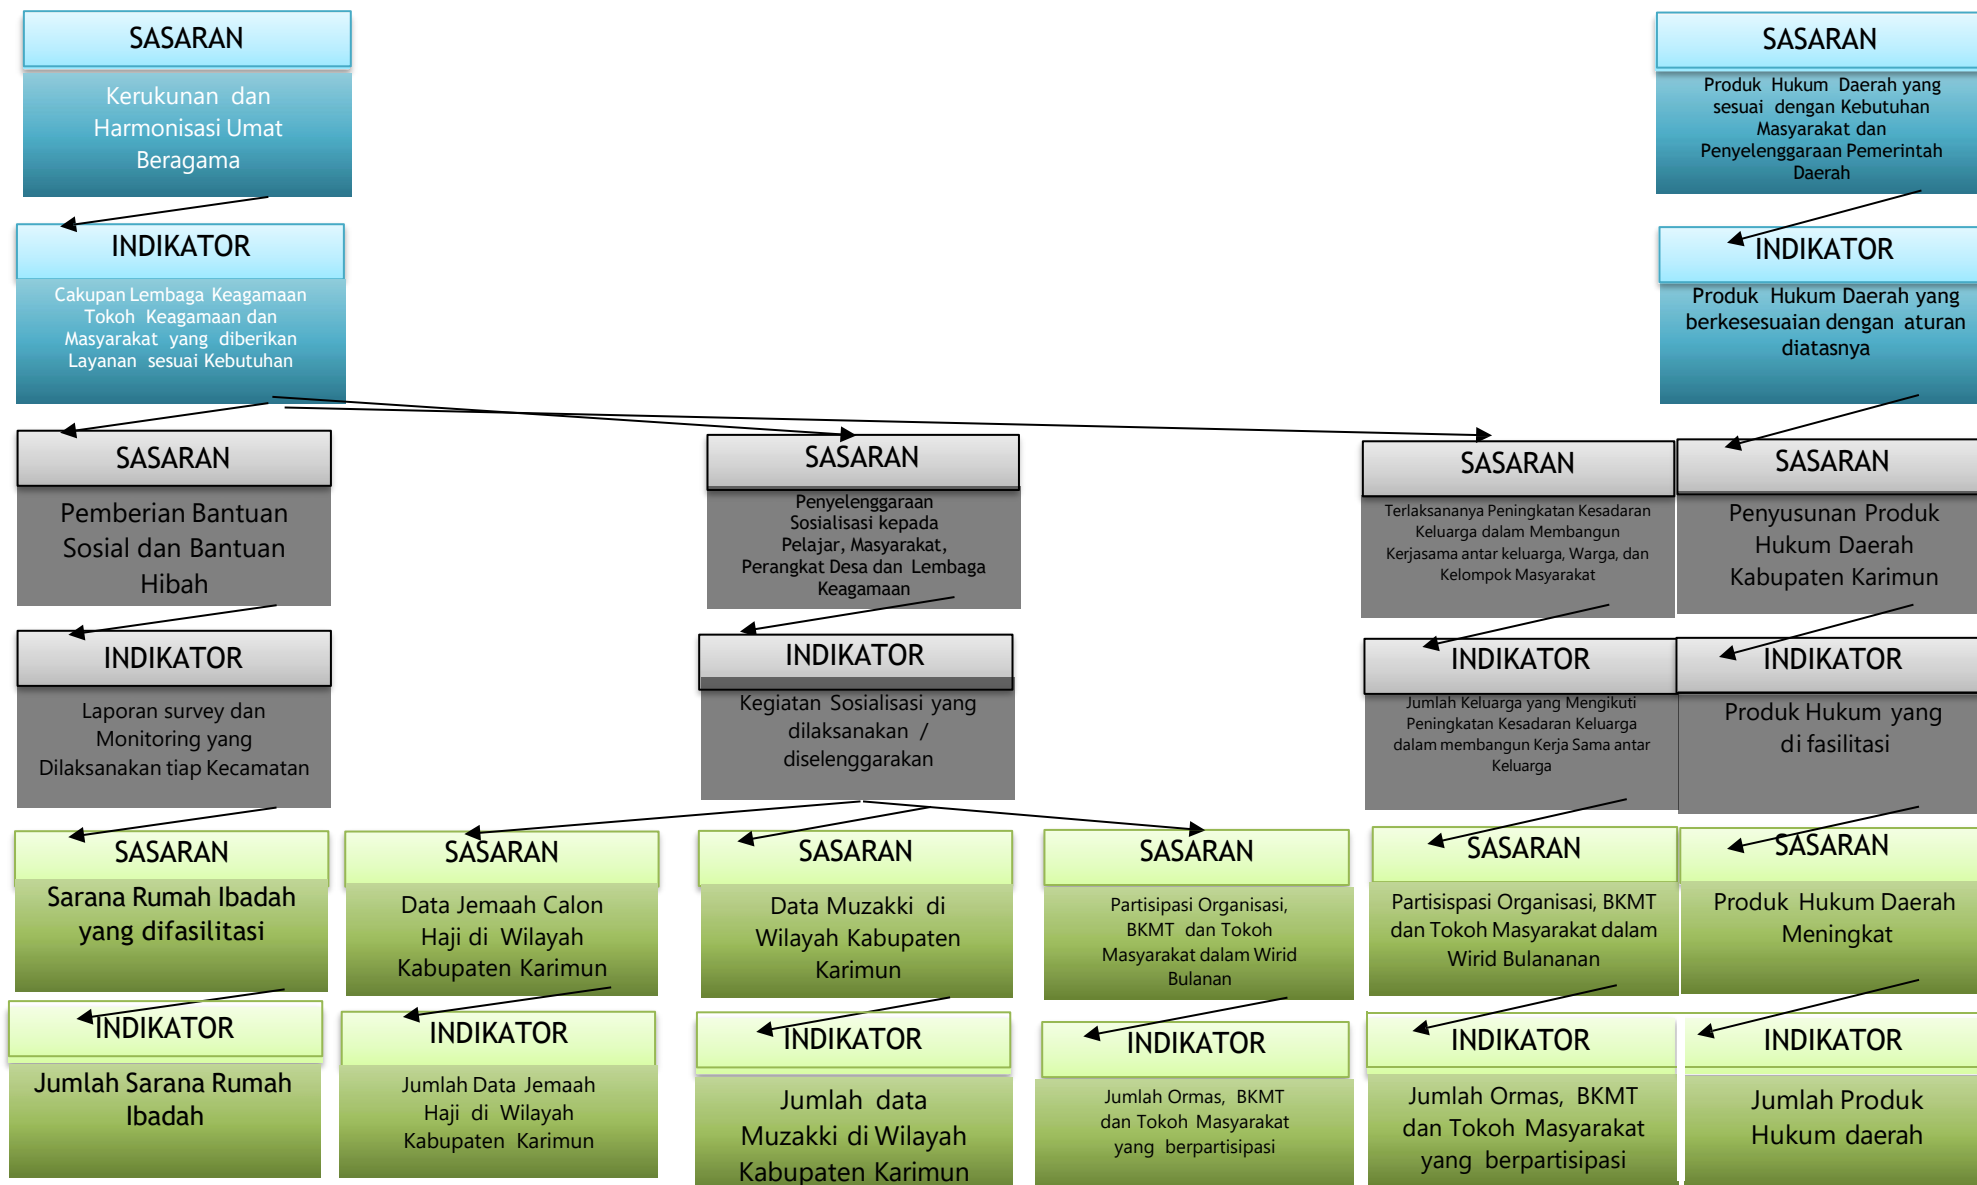 SASARAN
Kerukunan dan
Harmonisasi Umat
Beragama
SASARAN
Produk Hukum Daerah yang
sesuai dengan Kebutuhan
Masyarakat dan
Penyelenggaraan Pemerintah
Daerah
INDIKATOR
Cakupan Lembaga Keagamaan
Tokoh Keagamaan dan
Masyarakat yang diberikan
Layanan sesuai Kebutuhan
INDIKATOR
Produk Hukum Daerah yang
berkesesuaian dengan aturan
diatasnya
SASARAN
Pemberian Bantuan
Sosial dan Bantuan
Hibah
SASARAN
Penyelenggaraan
Sosialisasi kepada
Pelajar, Masyarakat,
Perangkat Desa dan Lembaga
Keagamaan
SASARAN
Terlaksananya Peningkatan Kesadaran
Keluarga dalam Membangun
Kerjasama antar keluarga, Warga, dan
Kelompok Masyarakat
SASARAN
Penyusunan Produk
Hukum Daerah
Kabupaten Karimun
INDIKATOR
Laporan survey dan
Monitoring yang
Dilaksanakan tiap Kecamatan
INDIKATOR
Kegiatan Sosialisasi yang
dilaksanakan /
diselenggarakan
INDIKATOR
Jumlah Keluarga yang Mengikuti
Peningkatan Kesadaran Keluarga
dalam membangun Kerja Sama antar
Keluarga
INDIKATOR
Produk Hukum yang
di fasilitasi
SASARAN
Sarana Rumah Ibadah
yang difasilitasi
SASARAN
Data Jemaah Calon
Haji di Wilayah
Kabupaten Karimun
SASARAN
Data Muzakki di
Wilayah Kabupaten
Karimun
SASARAN
Partisipasi Organisasi,
BKMT dan Tokoh
Masyarakat dalam Wirid
Bulanan
SASARAN
Partisispasi Organisasi, BKMT
dan Tokoh Masyarakat dalam
Wirid Bulananan
SASARAN
Produk Hukum Daerah
Meningkat
INDIKATOR
Jumlah Sarana Rumah
Ibadah
INDIKATOR
Jumlah Data Jemaah
Haji di Wilayah
Kabupaten Karimun
INDIKATOR
Jumlah data
Muzakki di Wilayah
Kabupaten Karimun
INDIKATOR
Jumlah Ormas, BKMT
dan Tokoh Masyarakat
yang berpartisipasi
INDIKATOR
Jumlah Ormas, BKMT
dan Tokoh Masyarakat
yang berpartisipasi
INDIKATOR
Jumlah Produk
Hukum daerah